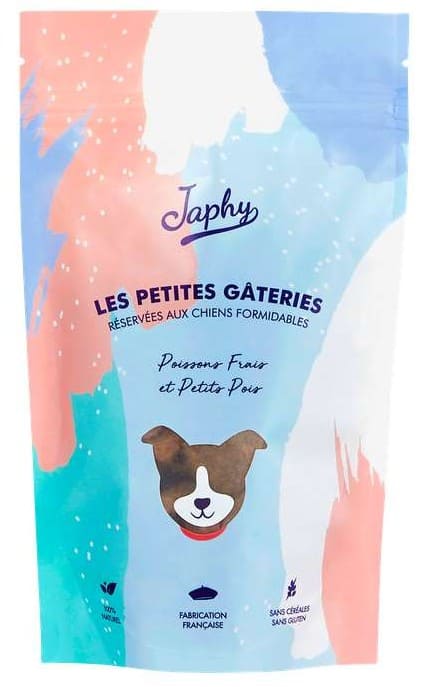 Japhy
LES PETITES GÂTERIES
RÉSERVÉES AUX CHIENS FORMIDABLES
Poissons Frais
et Petits Pois
100%
NATUREL
FABRICATION
FRANÇAISE
SANS CÉRÉALES
SANS GLUTEN